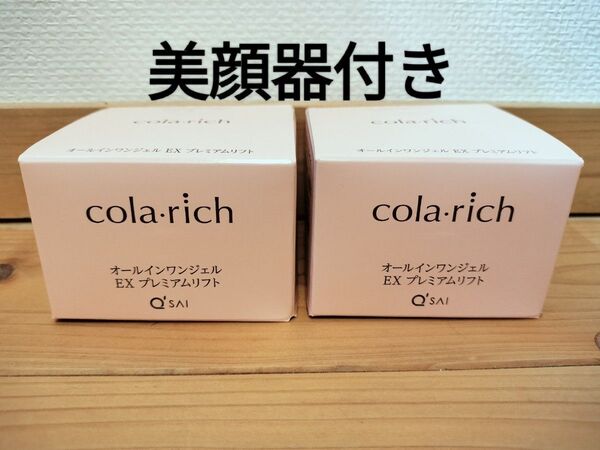 美顔器付き
cola・rich
オールインワンジェル EX プレミアムリフト
cola・rich
オールインワンジェル
EX プレミアムリフト
Q'SAI
cola・rich
オールインワンジェル EX プレミアムリフト
cola・rich
オールインワンジェル
EX プレミアムリフト
Q'SAI